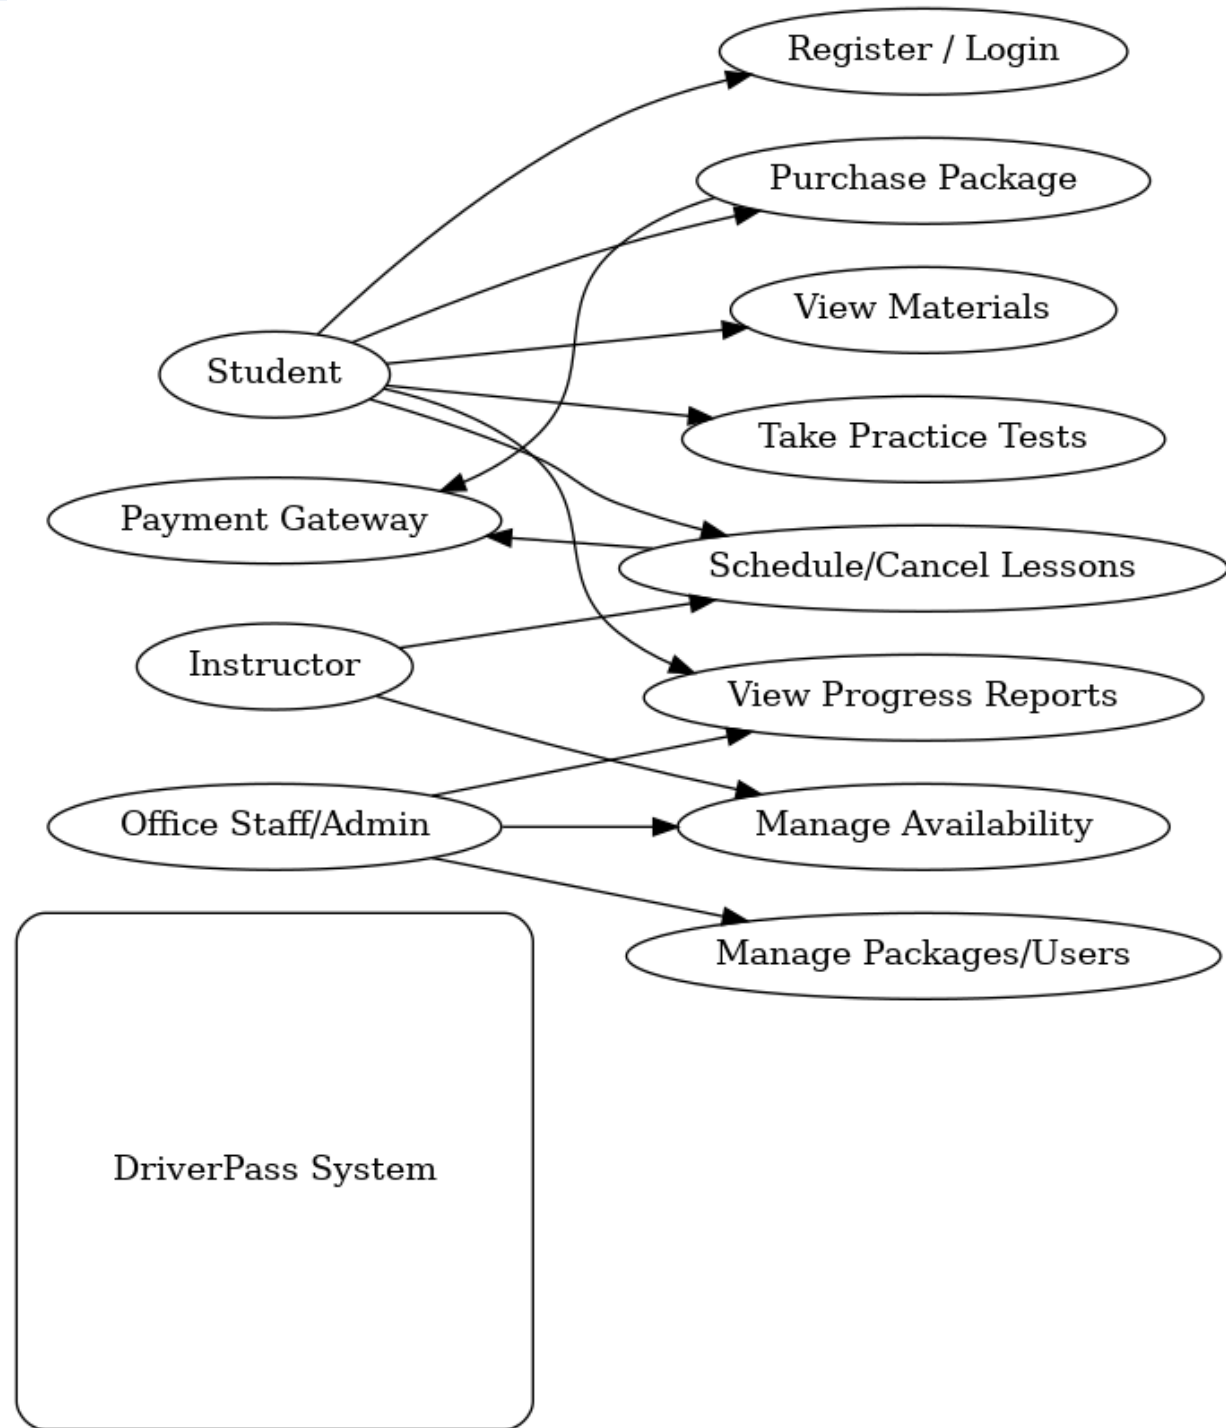 Register / Login
Purchase Package
View Materials
Student
Take Practice Tests
Payment Gateway
Schedule/Cancel Lessons
Instructor
View Progress Reports
Office Staff/Admin
Manage Availability
Manage Packages/Users
DriverPass System